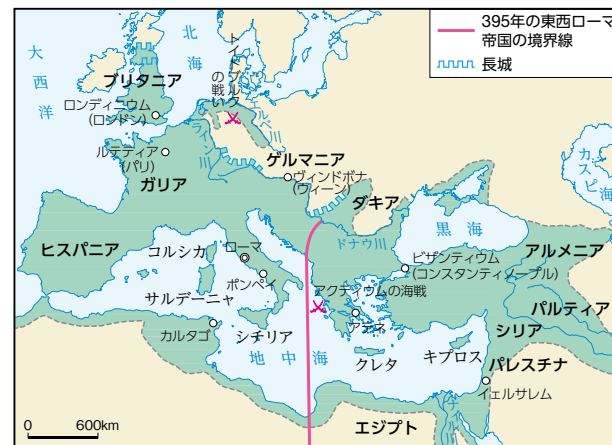 395年の東西ローマ
帝国の境界線
長城
大西洋
北海
トイトブルク
の戦い
エルベ川
ライン川
ブリタニア
ロンディニウム
(ロンドン)
ルテティア
(パリ)
ガリア
ゲルマニア
ヴィンドボナ
(ウィーン)
ダキア
カスピ海
黒海
ドナウ川
ヒスパニア
コルシカ
ローマ
ポンペイ
サルデーニャ
ビザンティウム
(コンスタンティノープル)
アルメニア
アクティウムの海戦
アテネ
パルティア
シリア
カルタゴ
シチリア
地中海
クレタ
キプロス
パレスチナ
イェルサレム
エジプト
ナイル川
0 600km